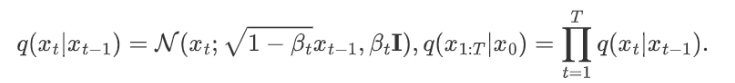 q(x_t|x_{t-1}) = \mathcal{N}(x_t; \sqrt{1 - \beta_t}x_{t-1}, \beta_t\mathbf{I}), q(x_{1:T}|x_0) = \prod_{t=1}^{T} q(x_t|x_{t-1}).